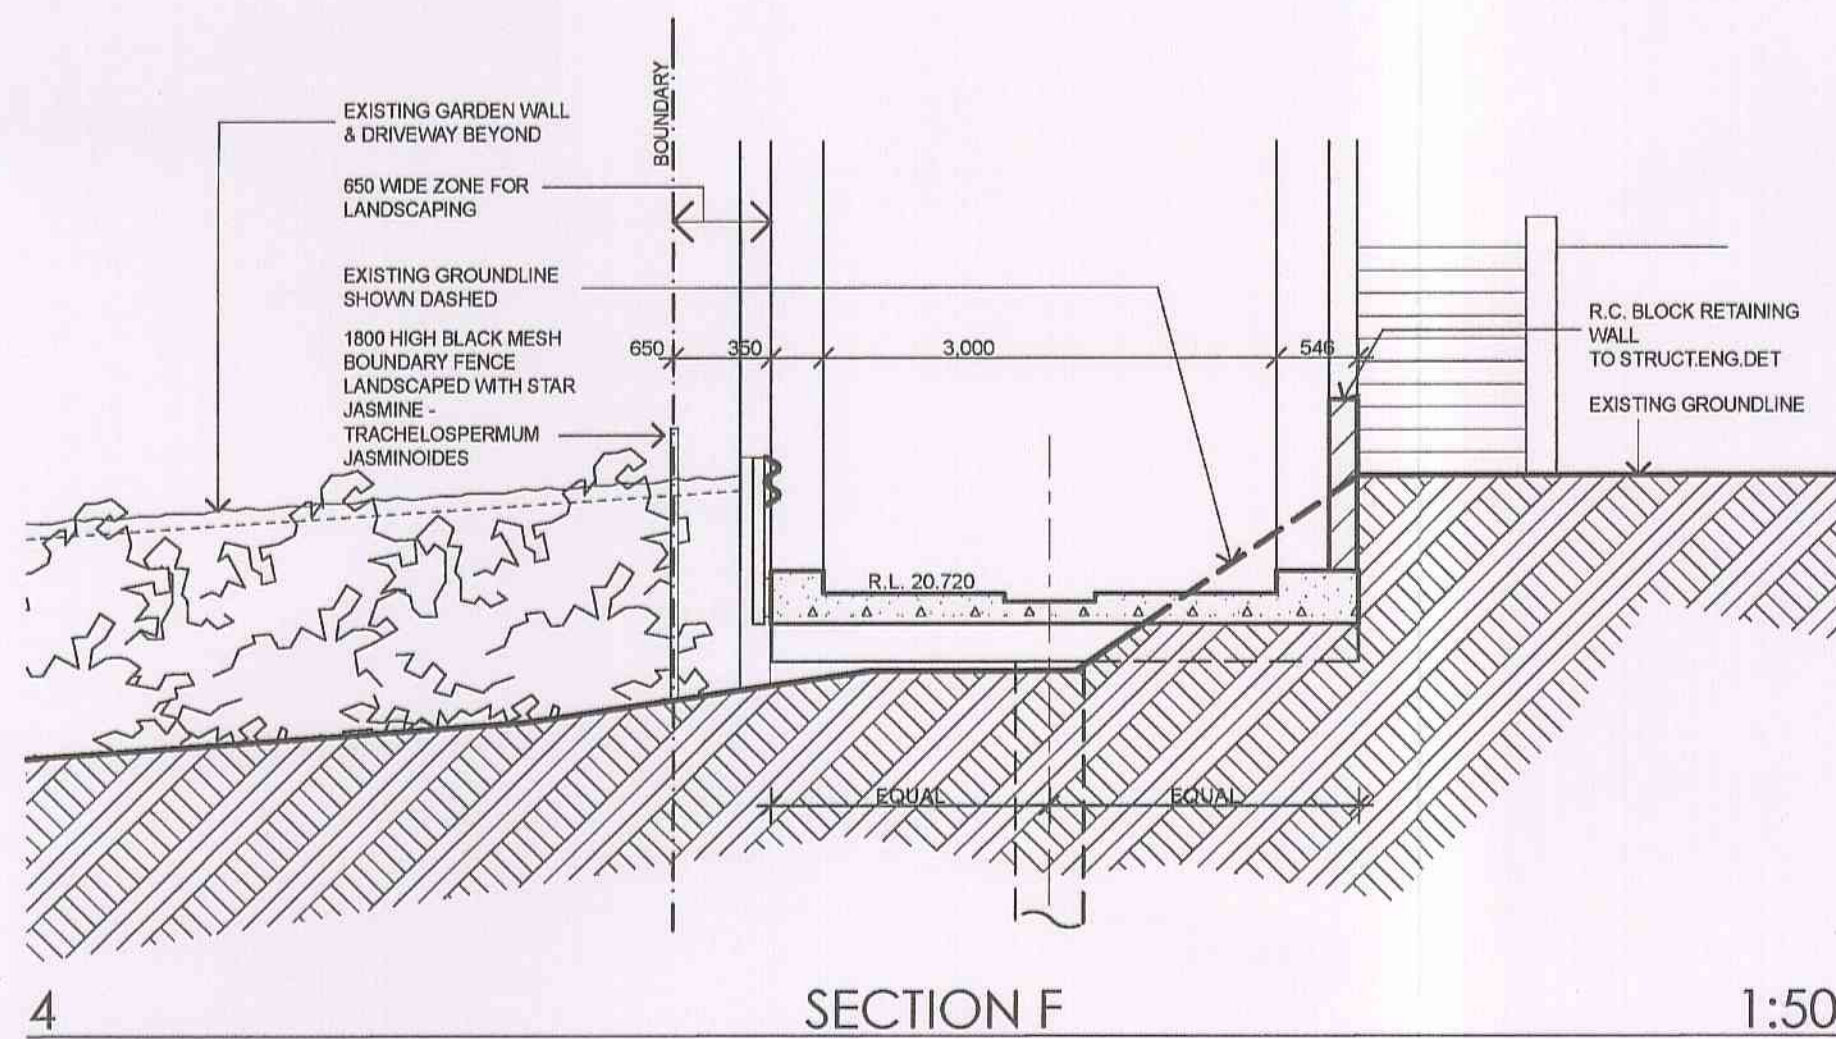 EXISTING GARDEN WALL
& DRIVEWAY BEYOND
BOUNDARY
650 WIDE ZONE FOR
LANDSCAPING
EXISTING GROUNDLINE
SHOWN DASHED
1800 HIGH BLACK MESH
BOUNDARY FENCE
LANDSCAPED WITH STAR
JASMINE -
TRACHELOSPERMUM
JASMINOIDES
650
350
3,000
546
R.C. BLOCK RETAINING
WALL
TO STRUCT.ENG.DET
EXISTING GROUNDLINE
R.L. 20.720
EQUAL
EQUAL
4
SECTION F
1:50